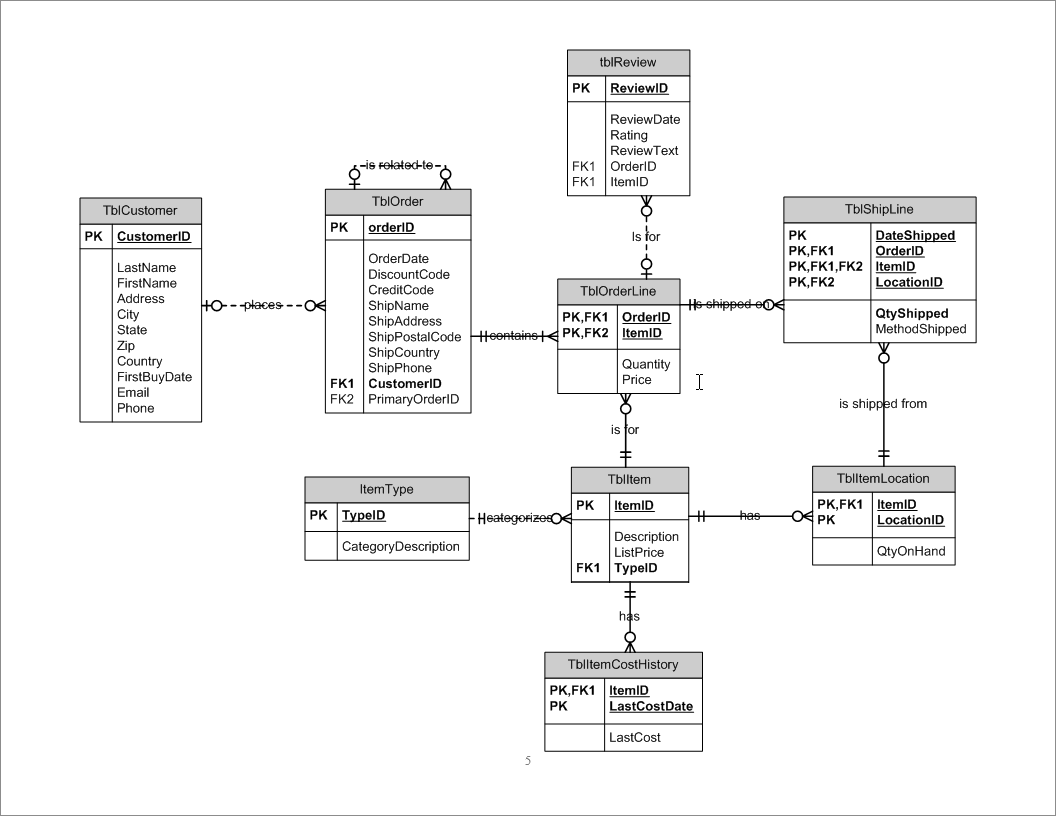 tblReview
PK ReviewID
ReviewDate
Rating
ReviewText
FK1 OrderID
FK1 ItemID
is related to
TblCustomer
PK CustomerID
LastName
FirstName
Address
City
State
Zip
Country
FirstBuyDate
Email
Phone
places
TblOrder
PK orderID
OrderDate
DiscountCode
CreditCode
ShipName
ShipAddress
ShipPostalCode
ShipCountry
ShipPhone
FK1 CustomerID
FK2 PrimaryOrderID
contains
Is for
TblOrderLine
PK,FK1 OrderID
PK,FK2 ItemID
Quantity
Price
Is shipped on
TblShipLine
PK DateShipped
PK,FK1 OrderID
PK,FK1,FK2 ItemID
PK,FK2 LocationID
QtyShipped
MethodShipped
is shipped from
is for
ItemType
PK TypeID
CategoryDescription
categorizes
TblItem
PK ItemID
Description
ListPrice
FK1 TypeID
has
TblItemLocation
PK,FK1 ItemID
PK LocationID
QtyOnHand
has
TblItemCostHistory
PK,FK1 ItemID
PK LastCostDate
LastCost
5